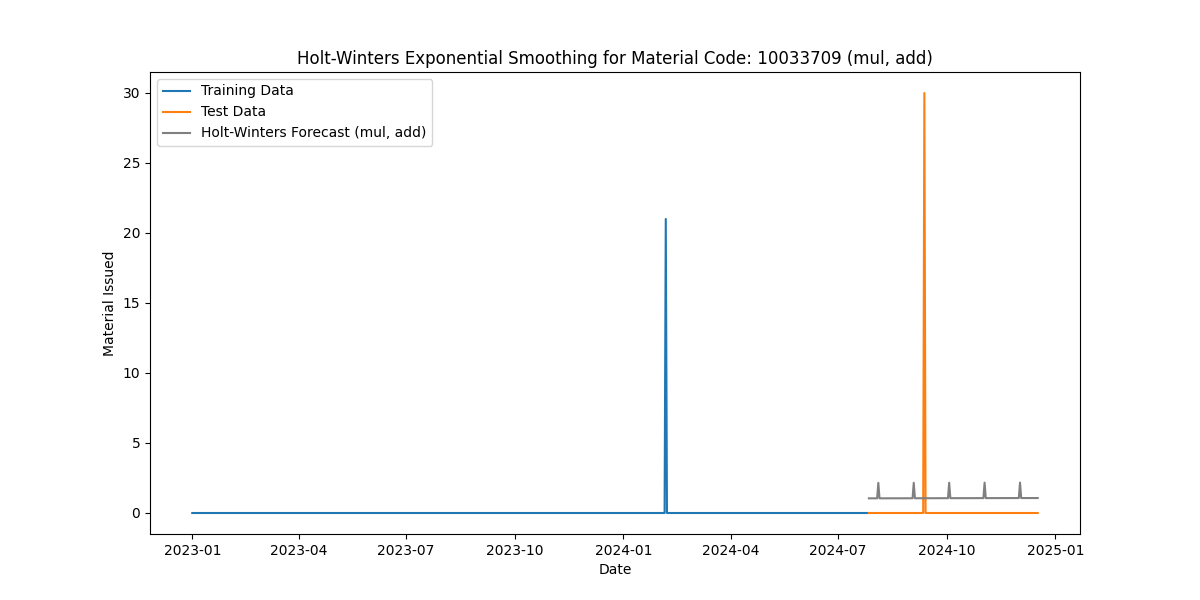 Holt-Winters Exponential Smoothing for Material Code: 10033709 (mul, add)
Training Data
Test Data
Holt-Winters Forecast (mul, add)
Material Issued
30
25
20
15
10
5
0
2023-01
2023-04
2023-07
2023-10
2024-01
2024-04
2024-07
2024-10
2025-01
Date